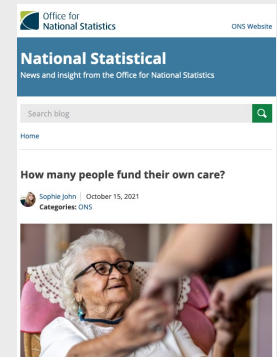 Office for
National Statistics
ONS Website
National Statistical
News and insight from the Office for National Statistics
Search blog
Home
How many people fund their own care?
Sophie John | October 15, 2021
Categories: ONS